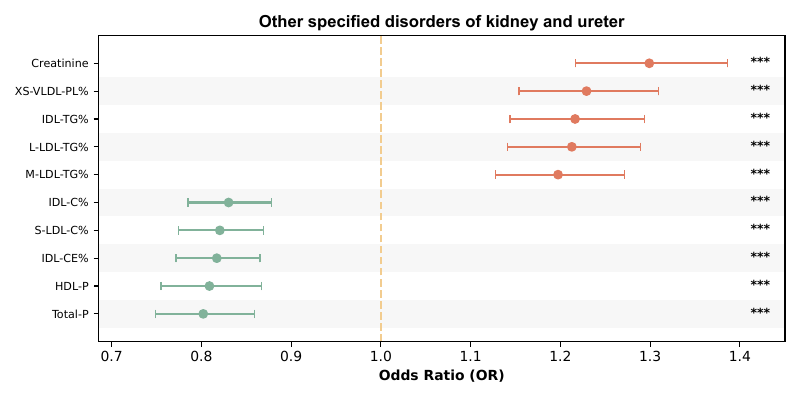 Other specified disorders of kidney and ureter
Creatinine ***
XS-VLDL-PL% ***
IDL-TG% ***
L-LDL-TG% ***
M-LDL-TG% ***
IDL-C% ***
S-LDL-C% ***
IDL-CE% ***
HDL-P ***
Total-P ***
0.7 0.8 0.9 1.0 1.1 1.2 1.3 1.4
Odds Ratio (OR)